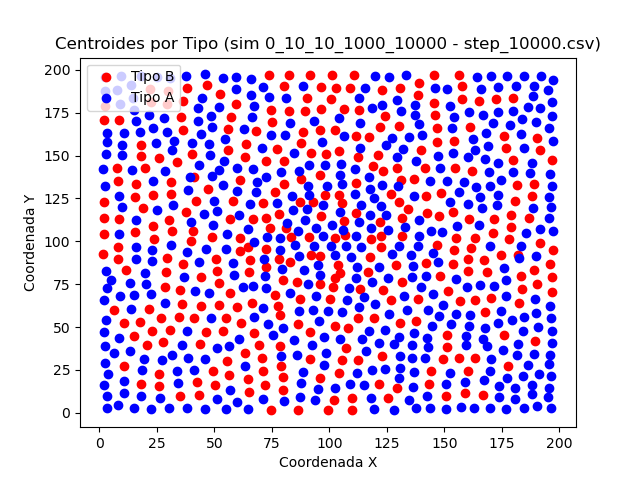 Centroides por Tipo (sim 0_10_10_1000_10000 - step_10000.csv)
Tipo B
Tipo A
200
175
150
125
100
75
50
25
0
Coordenada Y
0 25 50 75 100 125 150 175 200
Coordenada X